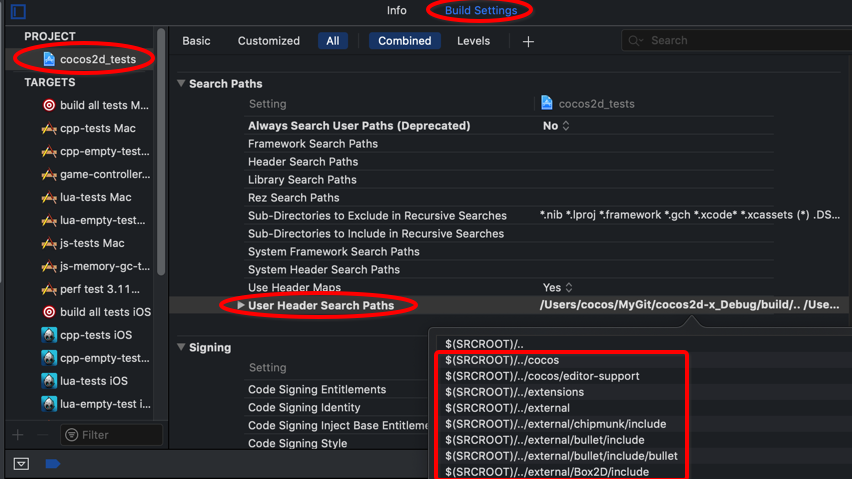 Info Build Settings
PROJECT
cocos2d_tests
TARGETS
build all tests M...
cpp-tests Mac
cpp-empty-test...
game-controller...
lua-tests Mac
lua-empty-test...
js-tests Mac
js-memory-gc-t...
perf test 3.11...
build all tests iOS
cpp-tests iOS
cpp-empty-test...
lua-tests iOS
lua-empty-test i...
Filter
Basic Customized All Combined Levels Search
Search Paths
Setting cocos2d_tests
Always Search User Paths (Deprecated) No
Framework Search Paths
Header Search Paths
Library Search Paths
Rez Search Paths
Sub-Directories to Exclude in Recursive Searches *.nib *.lproj *.framework *.gch *.xcode* *.xcassets (*) .DS...
Sub-Directories to Include in Recursive Searches
System Framework Search Paths
System Header Search Paths
Use Header Maps Yes
User Header Search Paths /Users/cocos/MyGit/cocos2d-x_Debug/build/.. /Use...
Signing
Setting
Code Signing Entitlements
Code Signing Identity
Code Signing Inject Base Entitleme
Code Signing Style
$(SRCROOT)/..
$(SRCROOT)/../cocos
$(SRCROOT)/../cocos/editor-support
$(SRCROOT)/../extensions
$(SRCROOT)/../external
$(SRCROOT)/../external/chipmunk/include
$(SRCROOT)/../external/bullet/include
$(SRCROOT)/../external/bullet/include/bullet
$(SRCROOT)/../external/Box2D/include